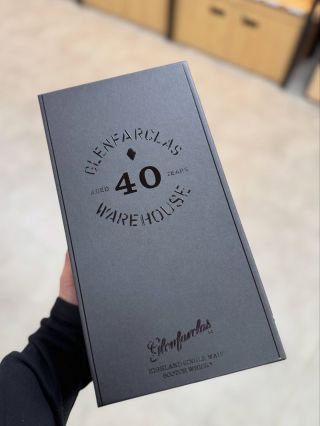 GLENFARCLAS
AGED 40 YEARS
WAREHOUSE
Glenfarclas
HIGHLAND SINGLE MALT
SCOTCH WHISKY